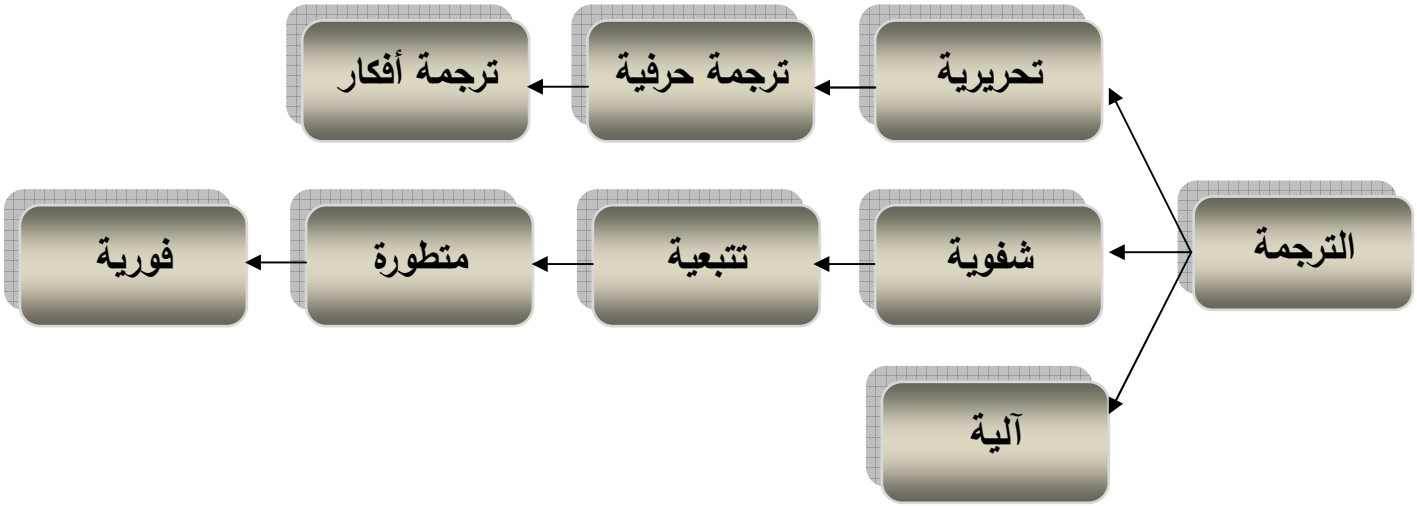 تحريرية
ترجمة حرفية
ترجمة أفكار
الترجمة
شفوية
تتبعية
متطورة
فورية
آلية